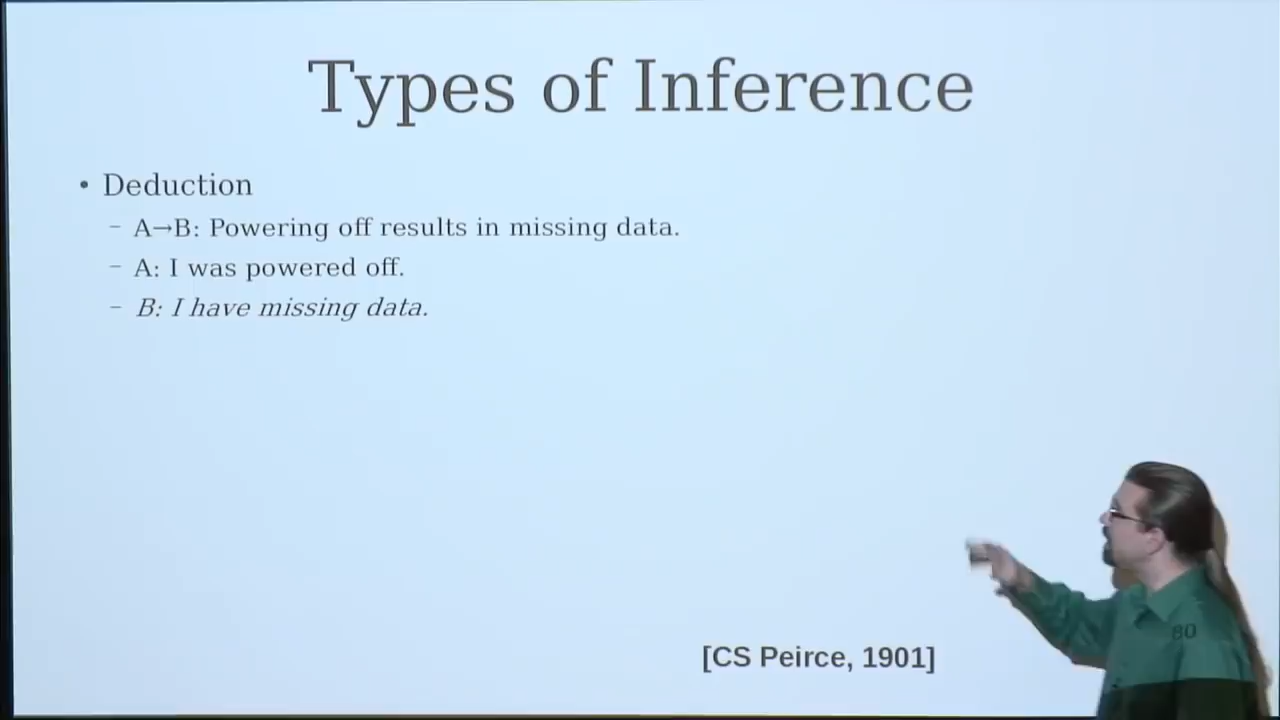 Types of Inference
• Deduction
– A→B: Powering off results in missing data.
– A: I was powered off.
– B: I have missing data.
[CS Peirce, 1901]
80